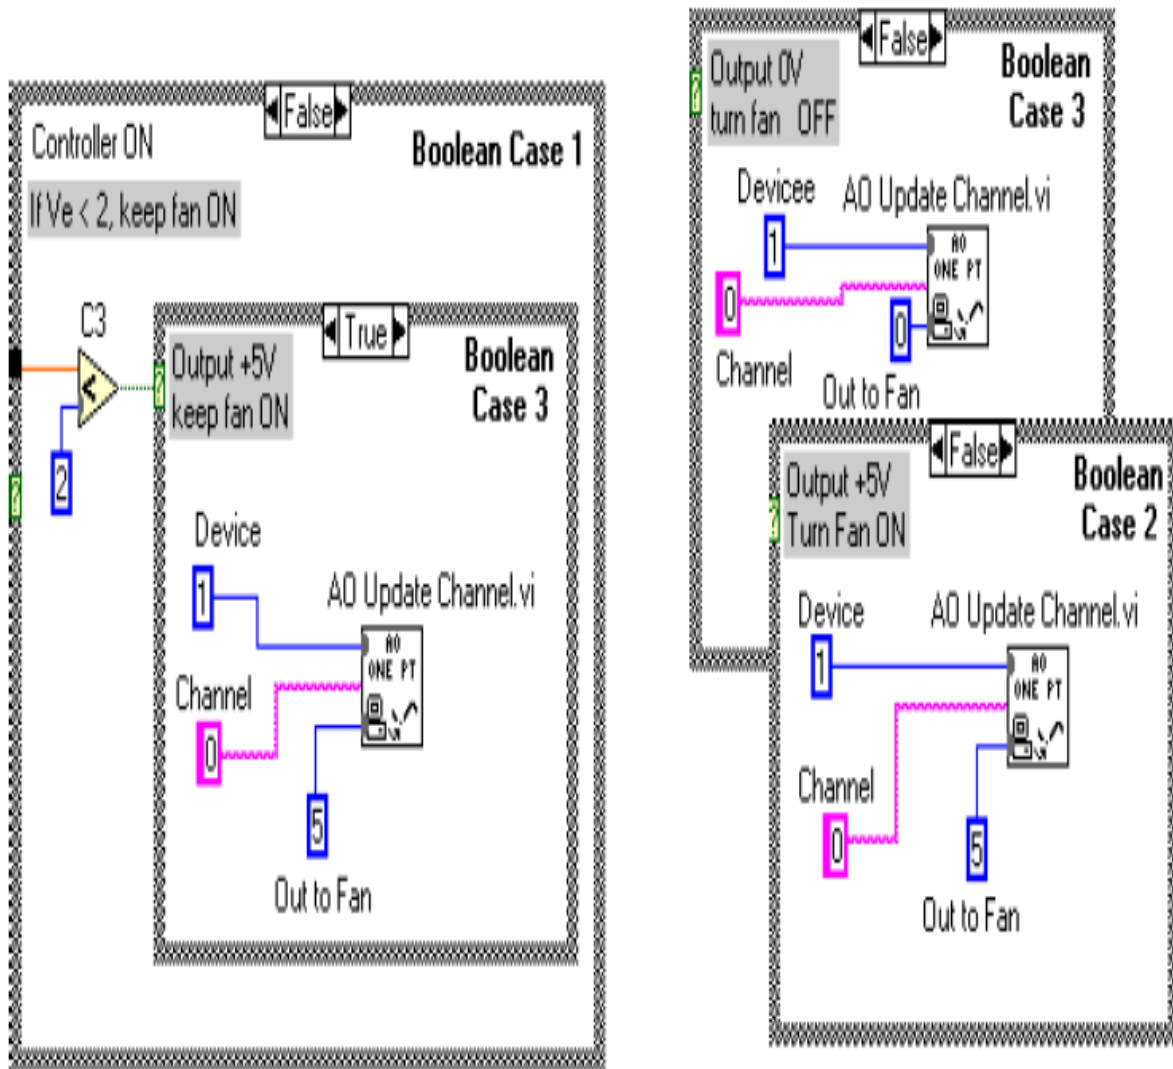 False
Controller ON
Boolean Case 1
If Ve < 2, keep fan ON
C3
<
2
True
Output +5V
keep fan ON
Boolean
Case 3
Device
1
AO Update Channel.vi
AO
ONE PT
Channel
0
5
Out to Fan
False
Output 0V
turn fan OFF
Boolean
Case 3
Devicee
AO Update Channel.vi
1
AO
ONE PT
0
0
Channel
Out to Fan
False
Output +5V
Turn Fan ON
Boolean
Case 2
Device
AO Update Channel.vi
1
AO
ONE PT
Channel
0
5
Out to Fan